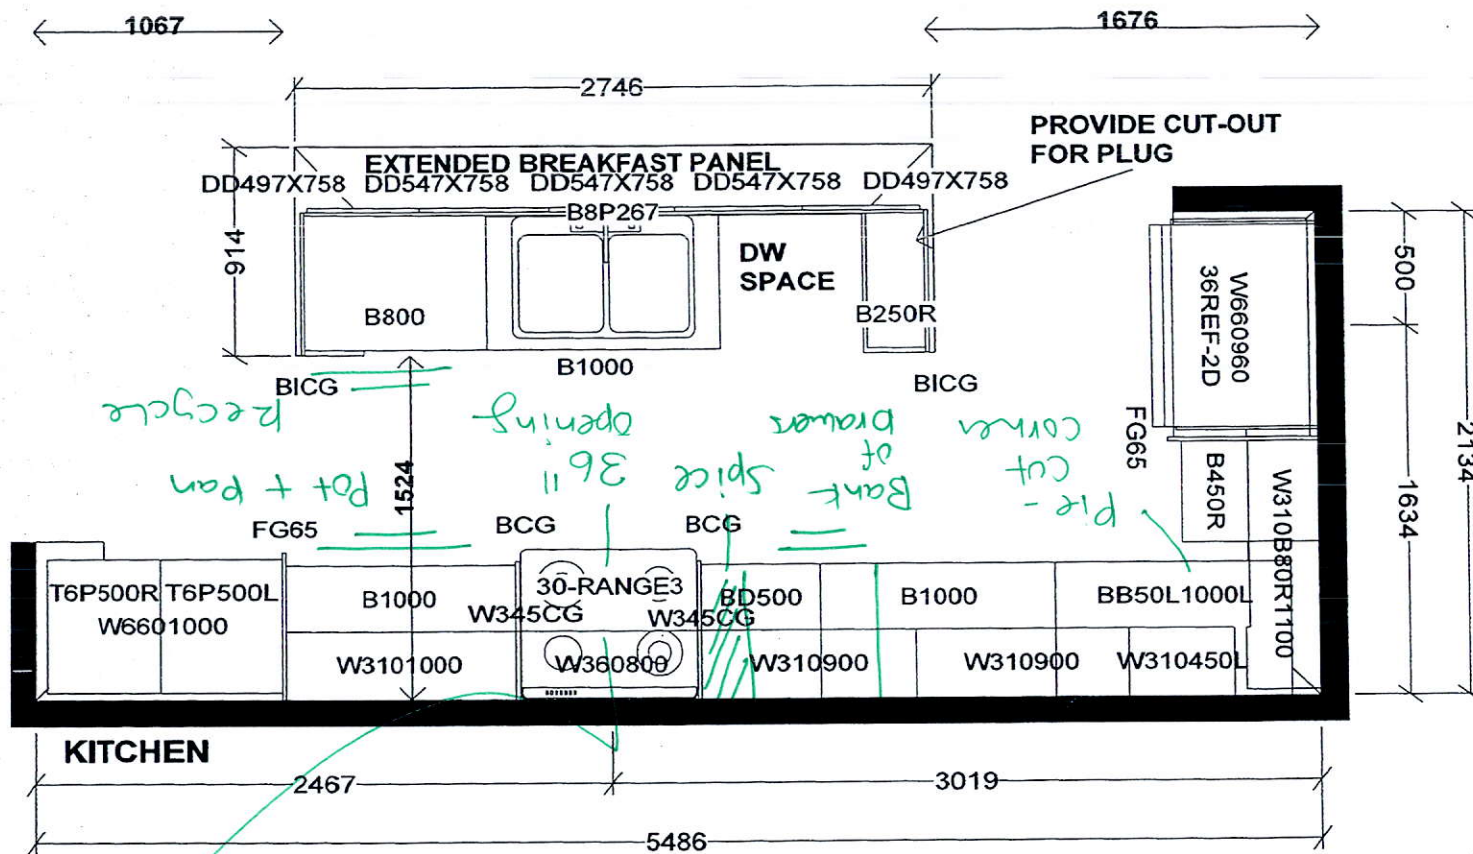 1067
1676
2746
PROVIDE CUT-OUT
FOR PLUG
EXTENDED BREAKFAST PANEL
DD497X758 DD547X758 DD547X758 DD547X758 DD497X758
B8P267
914
DW
SPACE
B800
B250R
B1000
BICG
BICG
W660960
36REF-2D
500
2134
1634
FG65
B450R
W310B80R1100
Recycle
Pot + Pan
36"
opening
Spice
Bank
of
Drawers
Pie-
cut
corner
1524
FG65
BCG
BCG
T6P500R T6P500L
W6601000
B1000
W345CG
30-RANGE3
W345CG
BD500
B1000
BB50L1000L
W3101000
W360800
W310900
W310900
W310450L
KITCHEN
2467
3019
5486